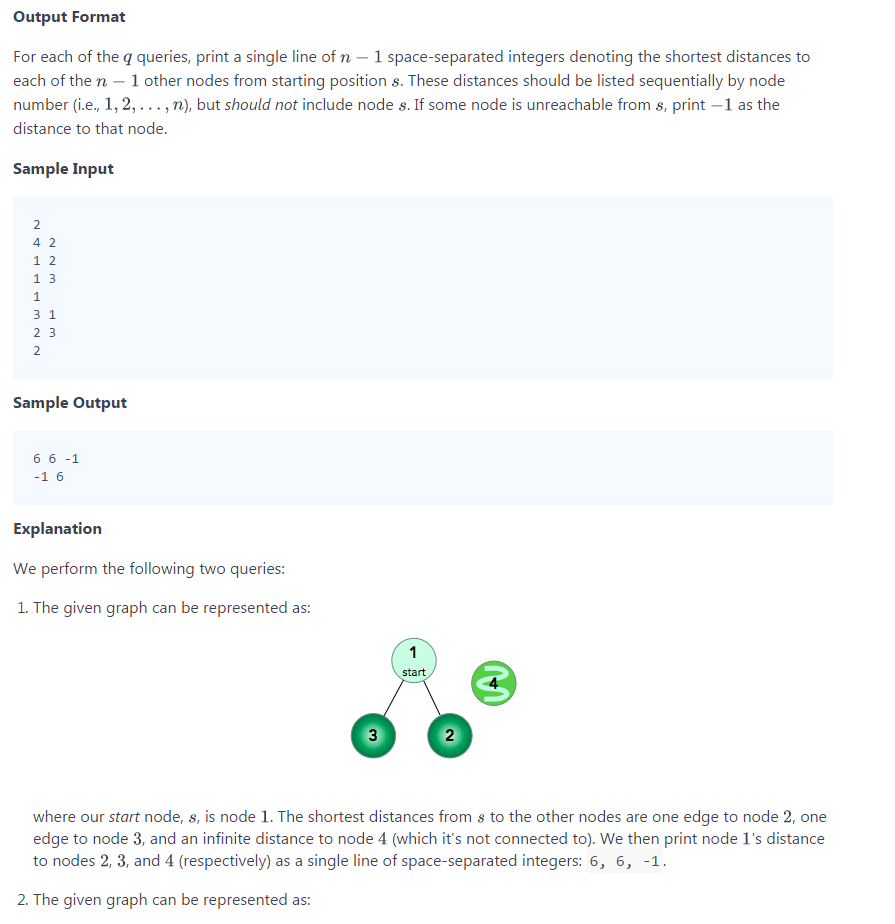 Output Format
For each of the q queries, print a single line of n − 1 space-separated integers denoting the shortest distances to
each of the n − 1 other nodes from starting position s. These distances should be listed sequentially by node
number (i.e., 1, 2, . . . , n), but should not include node s. If some node is unreachable from s, print −1 as the
distance to that node.
Sample Input
2
4 2
1 2
1 3
1
3 1
2 3
2
Sample Output
6 6 -1
-1 6
Explanation
We perform the following two queries:
1. The given graph can be represented as:
1
start
4
3
2
where our start node, s, is node 1. The shortest distances from s to the other nodes are one edge to node 2, one
edge to node 3, and an infinite distance to node 4 (which it's not connected to). We then print node 1's distance
to nodes 2, 3, and 4 (respectively) as a single line of space-separated integers: 6, 6, -1.
2. The given graph can be represented as: